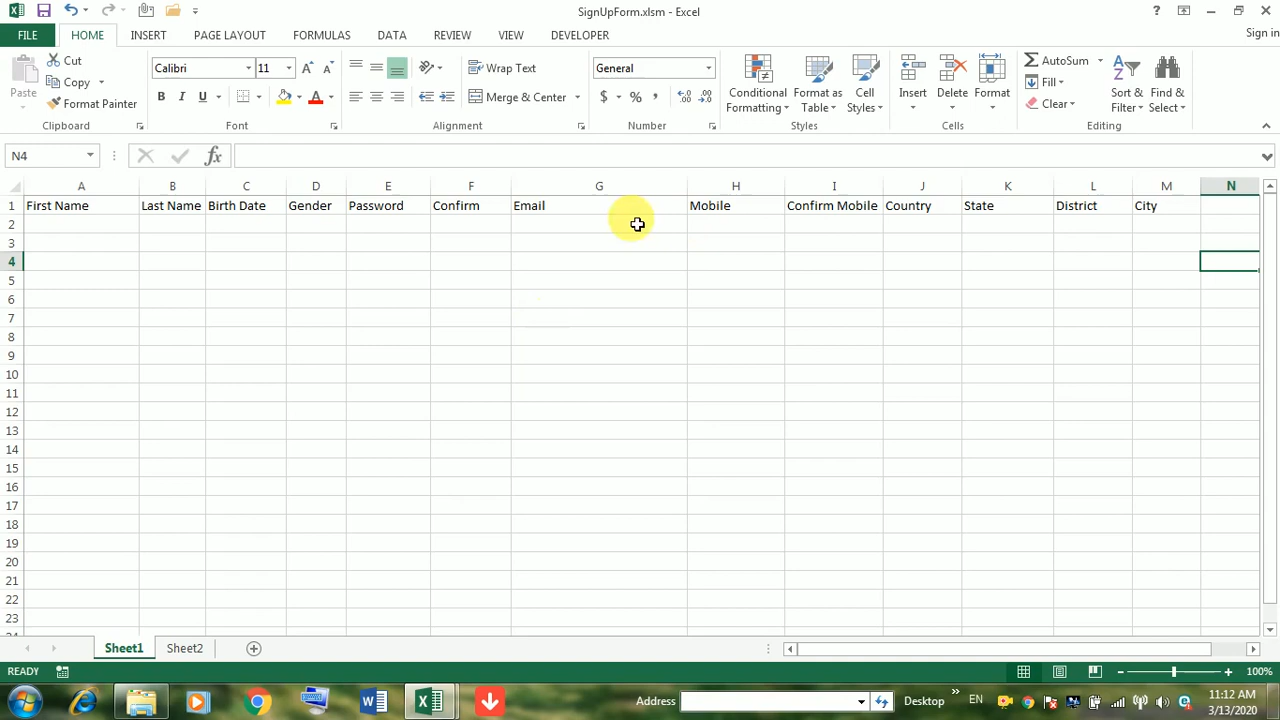 SignUpForm.xlsm - Excel
?
FILE HOME INSERT PAGE LAYOUT FORMULAS DATA REVIEW VIEW DEVELOPER Sign in
Paste Cut
Copy
Format Painter
Clipboard
Calibri 11
B I U A
Font
Wrap Text
Merge & Center
Alignment
General
$ % ,
Number
Conditional Formatting
Format as Table
Cell Styles
Styles
Insert Delete Format
Cells
AutoSum
Fill
Clear
Sort & Filter
Find & Select
Editing
N4 fx
A B C D E F G H I J K L M N
1 First Name Last Name Birth Date Gender Password Confirm Email Mobile Confirm Mobile Country State District City
2
3
4
5
6
7
8
9
10
11
12
13
14
15
16
17
18
19
20
21
22
23
Sheet1 Sheet2
READY 100%
Address Desktop » EN 11:12 AM
3/13/2020